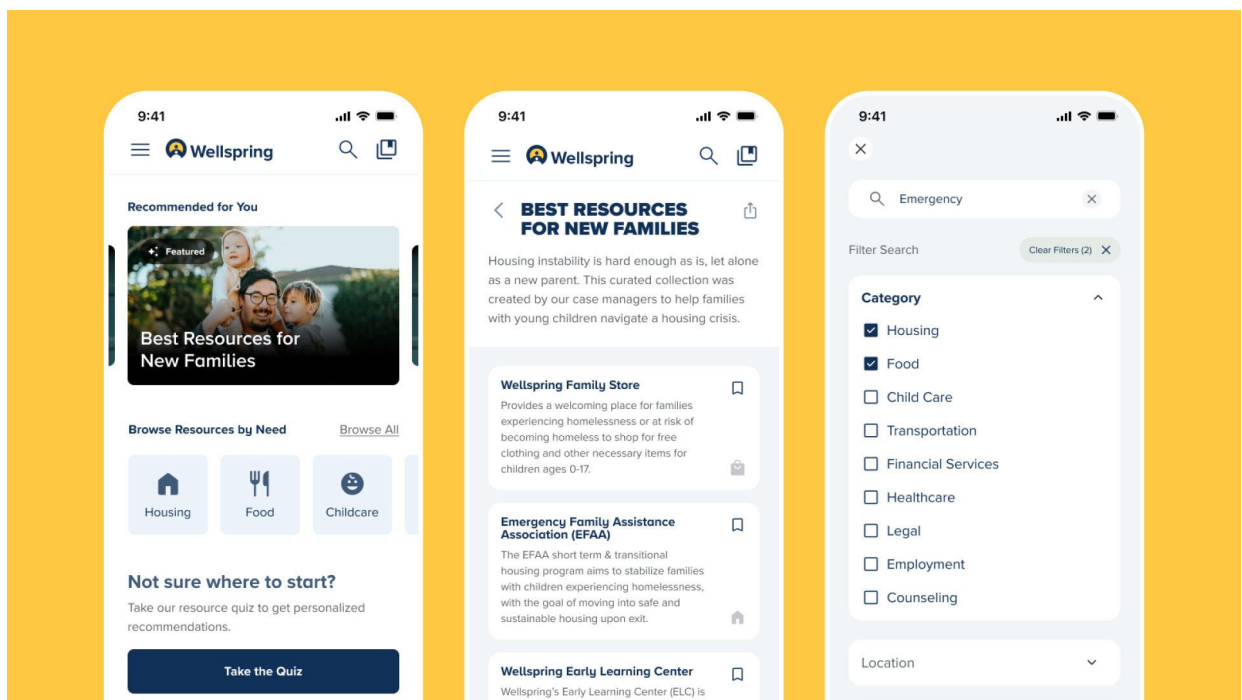 9:41
Wellspring
Recommended for You
Featured
Best Resources for
New Families
Browse Resources by Need
Browse All
Housing
Food
Childcare
Not sure where to start?
Take our resource quiz to get personalized
recommendations.
Take the Quiz
9:41
Wellspring
BEST RESOURCES
FOR NEW FAMILIES
Housing instability is hard enough as is, let alone
as a new parent. This curated collection was
created by our case managers to help families
with young children navigate a housing crisis.
Wellspring Family Store
Provides a welcoming place for families
experiencing homelessness or at risk of
becoming homeless to shop for free
clothing and other necessary items for
children ages 0-17.
Emergency Family Assistance
Association (EFAA)
The EFAA short term & transitional
housing program aims to stabilize families
with children experiencing homelessness,
with the goal of moving into safe and
sustainable housing upon exit.
Wellspring Early Learning Center
Wellspring's Early Learning Center (ELC) is
9:41
Emergency
Filter Search
Clear Filters (2)
Category
Housing
Food
Child Care
Transportation
Financial Services
Healthcare
Legal
Employment
Counseling
Location